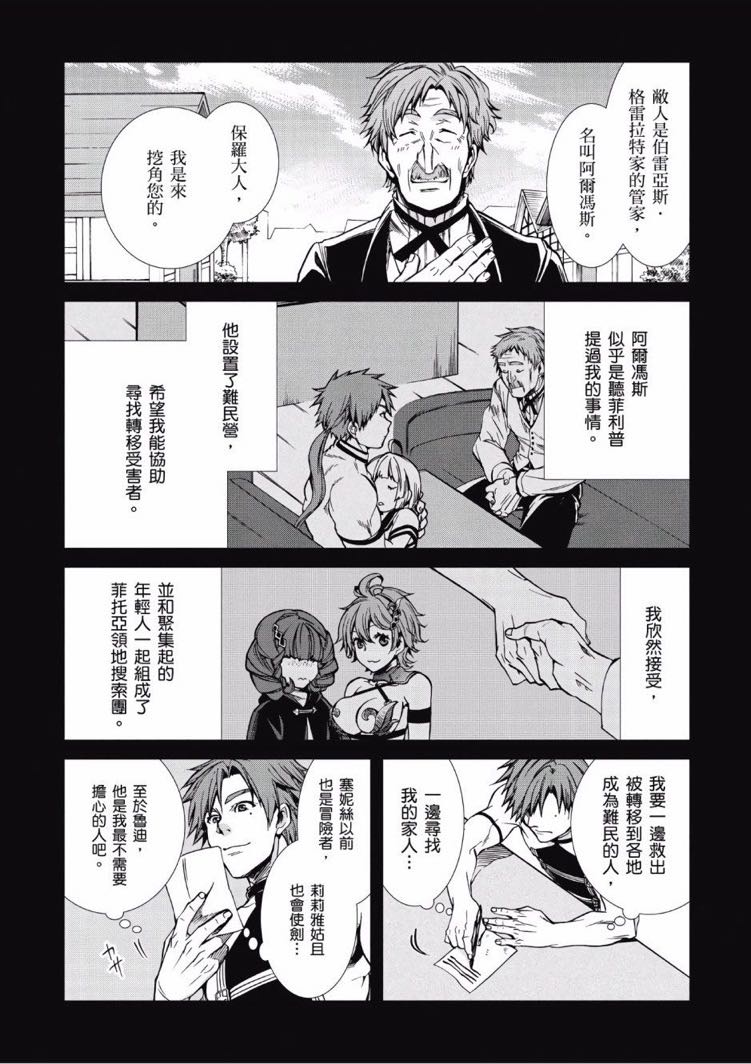 敝人是伯雷亞斯．
格雷拉特家的管家，
名叫阿爾馮斯。
保羅大人，
我是來
挖角您的。
阿爾馮斯
似乎是聽菲利普
提過我的事情。
他設置了難民營，
希望我能協助
尋找轉移受害者。
我欣然接受，
並和聚集起的
年輕人一起組成了
菲托亞領地搜索團。
我要一邊救出
被轉移到各地
成為難民的人，
一邊尋找
我的家人…
塞妮絲以前
也是冒險者，
莉莉雅姑且
也會使劍…
至於魯迪，
他是我最不需要
擔心的人吧。
カサ